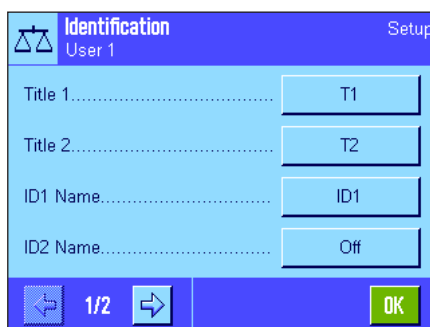 Identification Setup
User 1
Title 1................................... T1
Title 2................................... T2
ID1 Name.............................. ID1
ID2 Name.............................. Off
1/2 OK